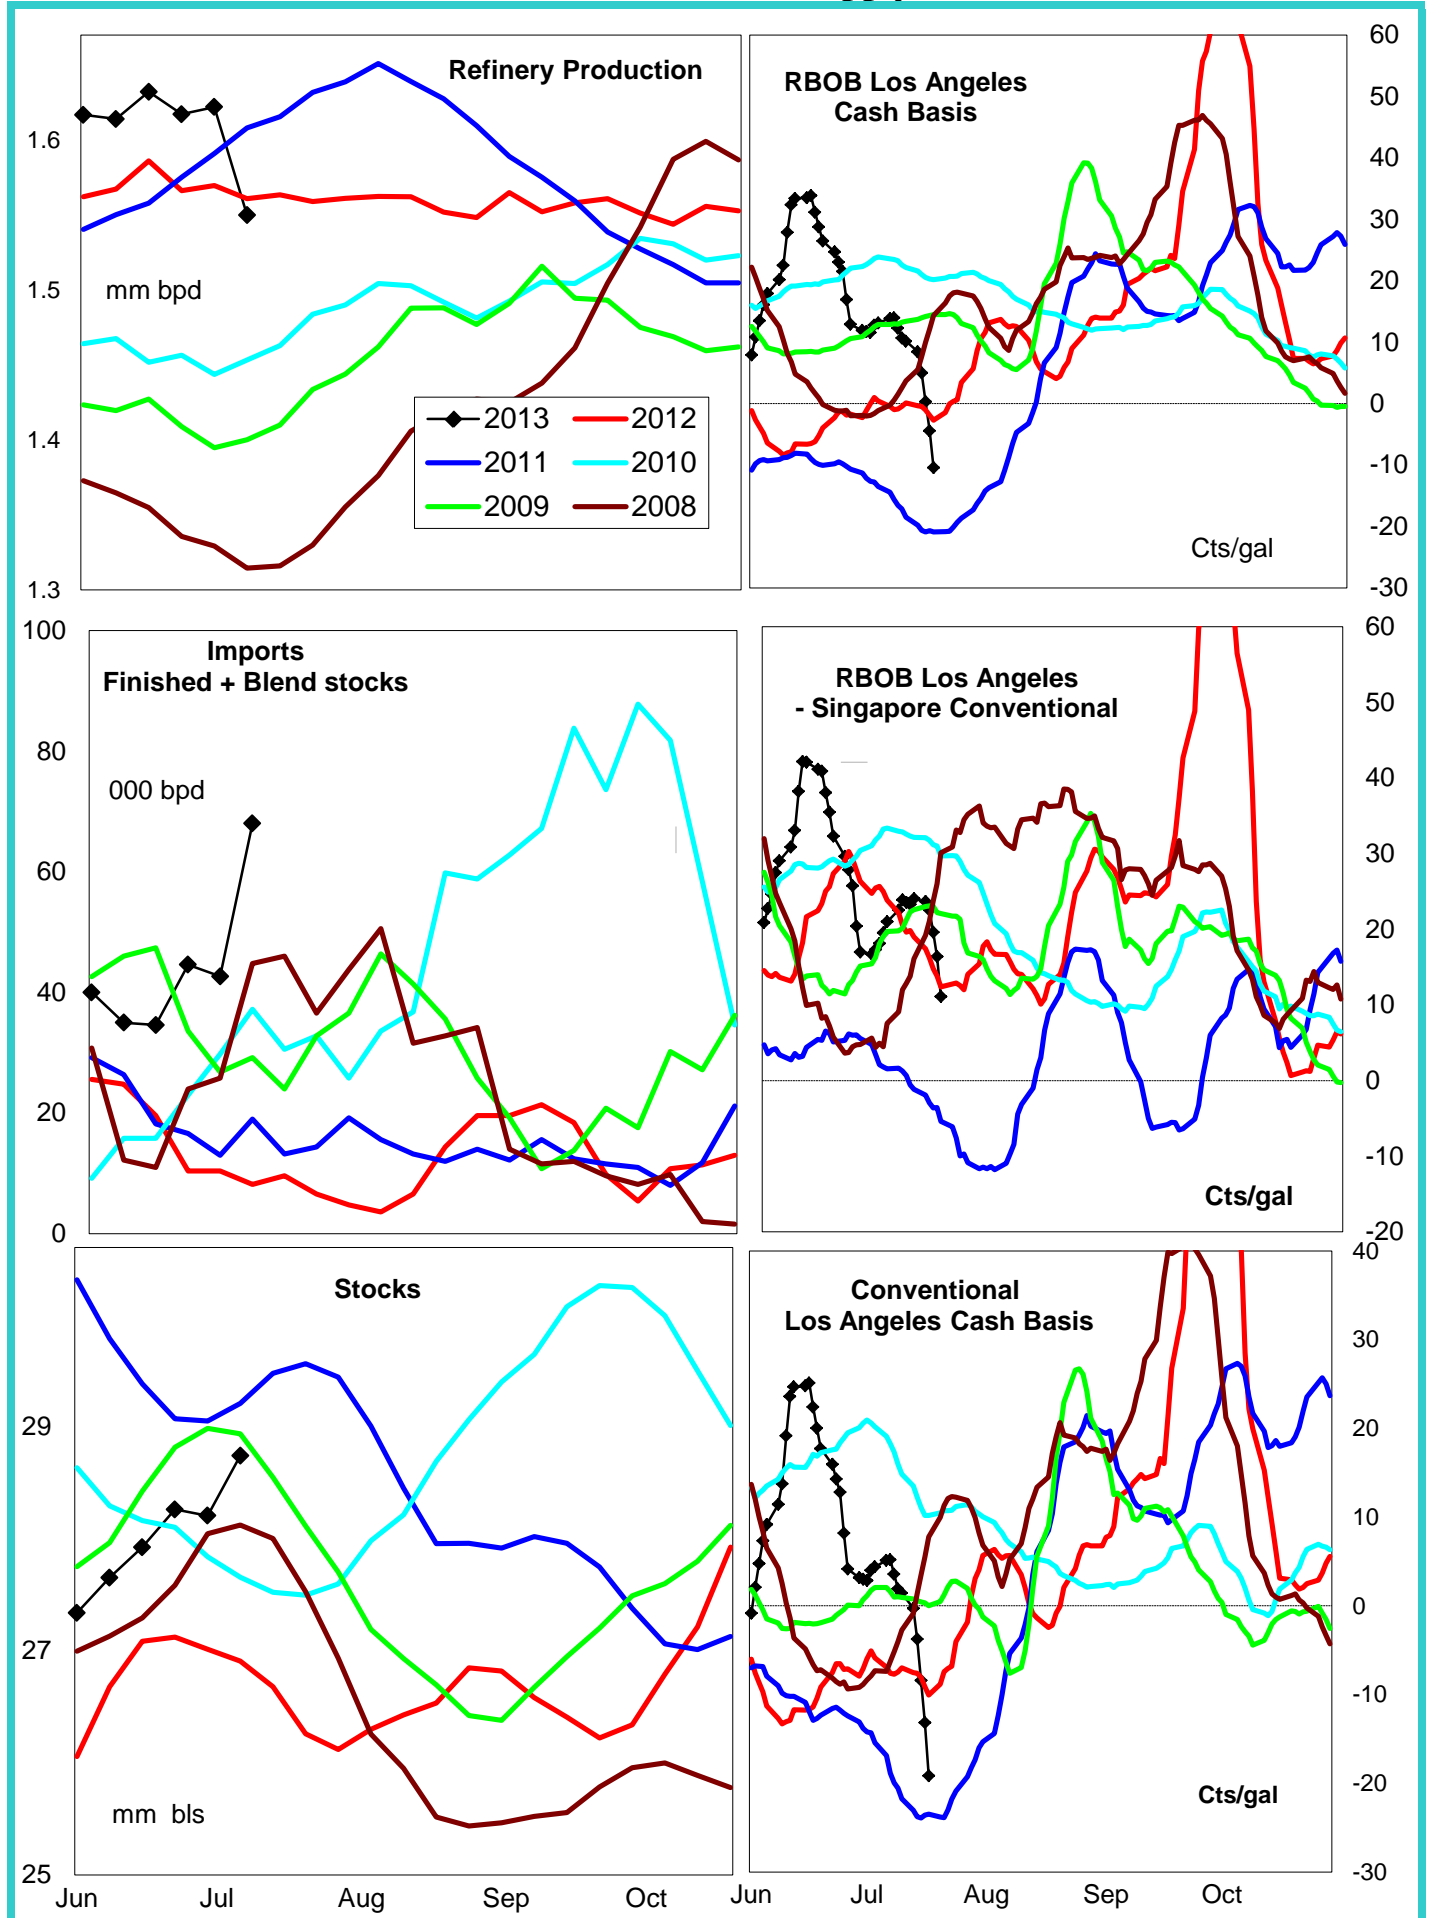 Refinery Production
1.6
mm bpd
1.5
1.4
1.3
2013 2012
2011 2010
2009 2008
RBOB Los Angeles
Cash Basis
60
50
40
30
20
10
0
-10
-20
-30
Cts/gal
100
Imports
Finished + Blend stocks
80
000 bpd
60
40
20
0
RBOB Los Angeles
- Singapore Conventional
60
50
40
30
20
10
0
-10
-20
Cts/gal
Stocks
29
27
mm bls
25
Jun Jul Aug Sep Oct
Conventional
Los Angeles Cash Basis
40
30
20
10
0
-10
-20
-30
Cts/gal
Jun Jul Aug Sep Oct